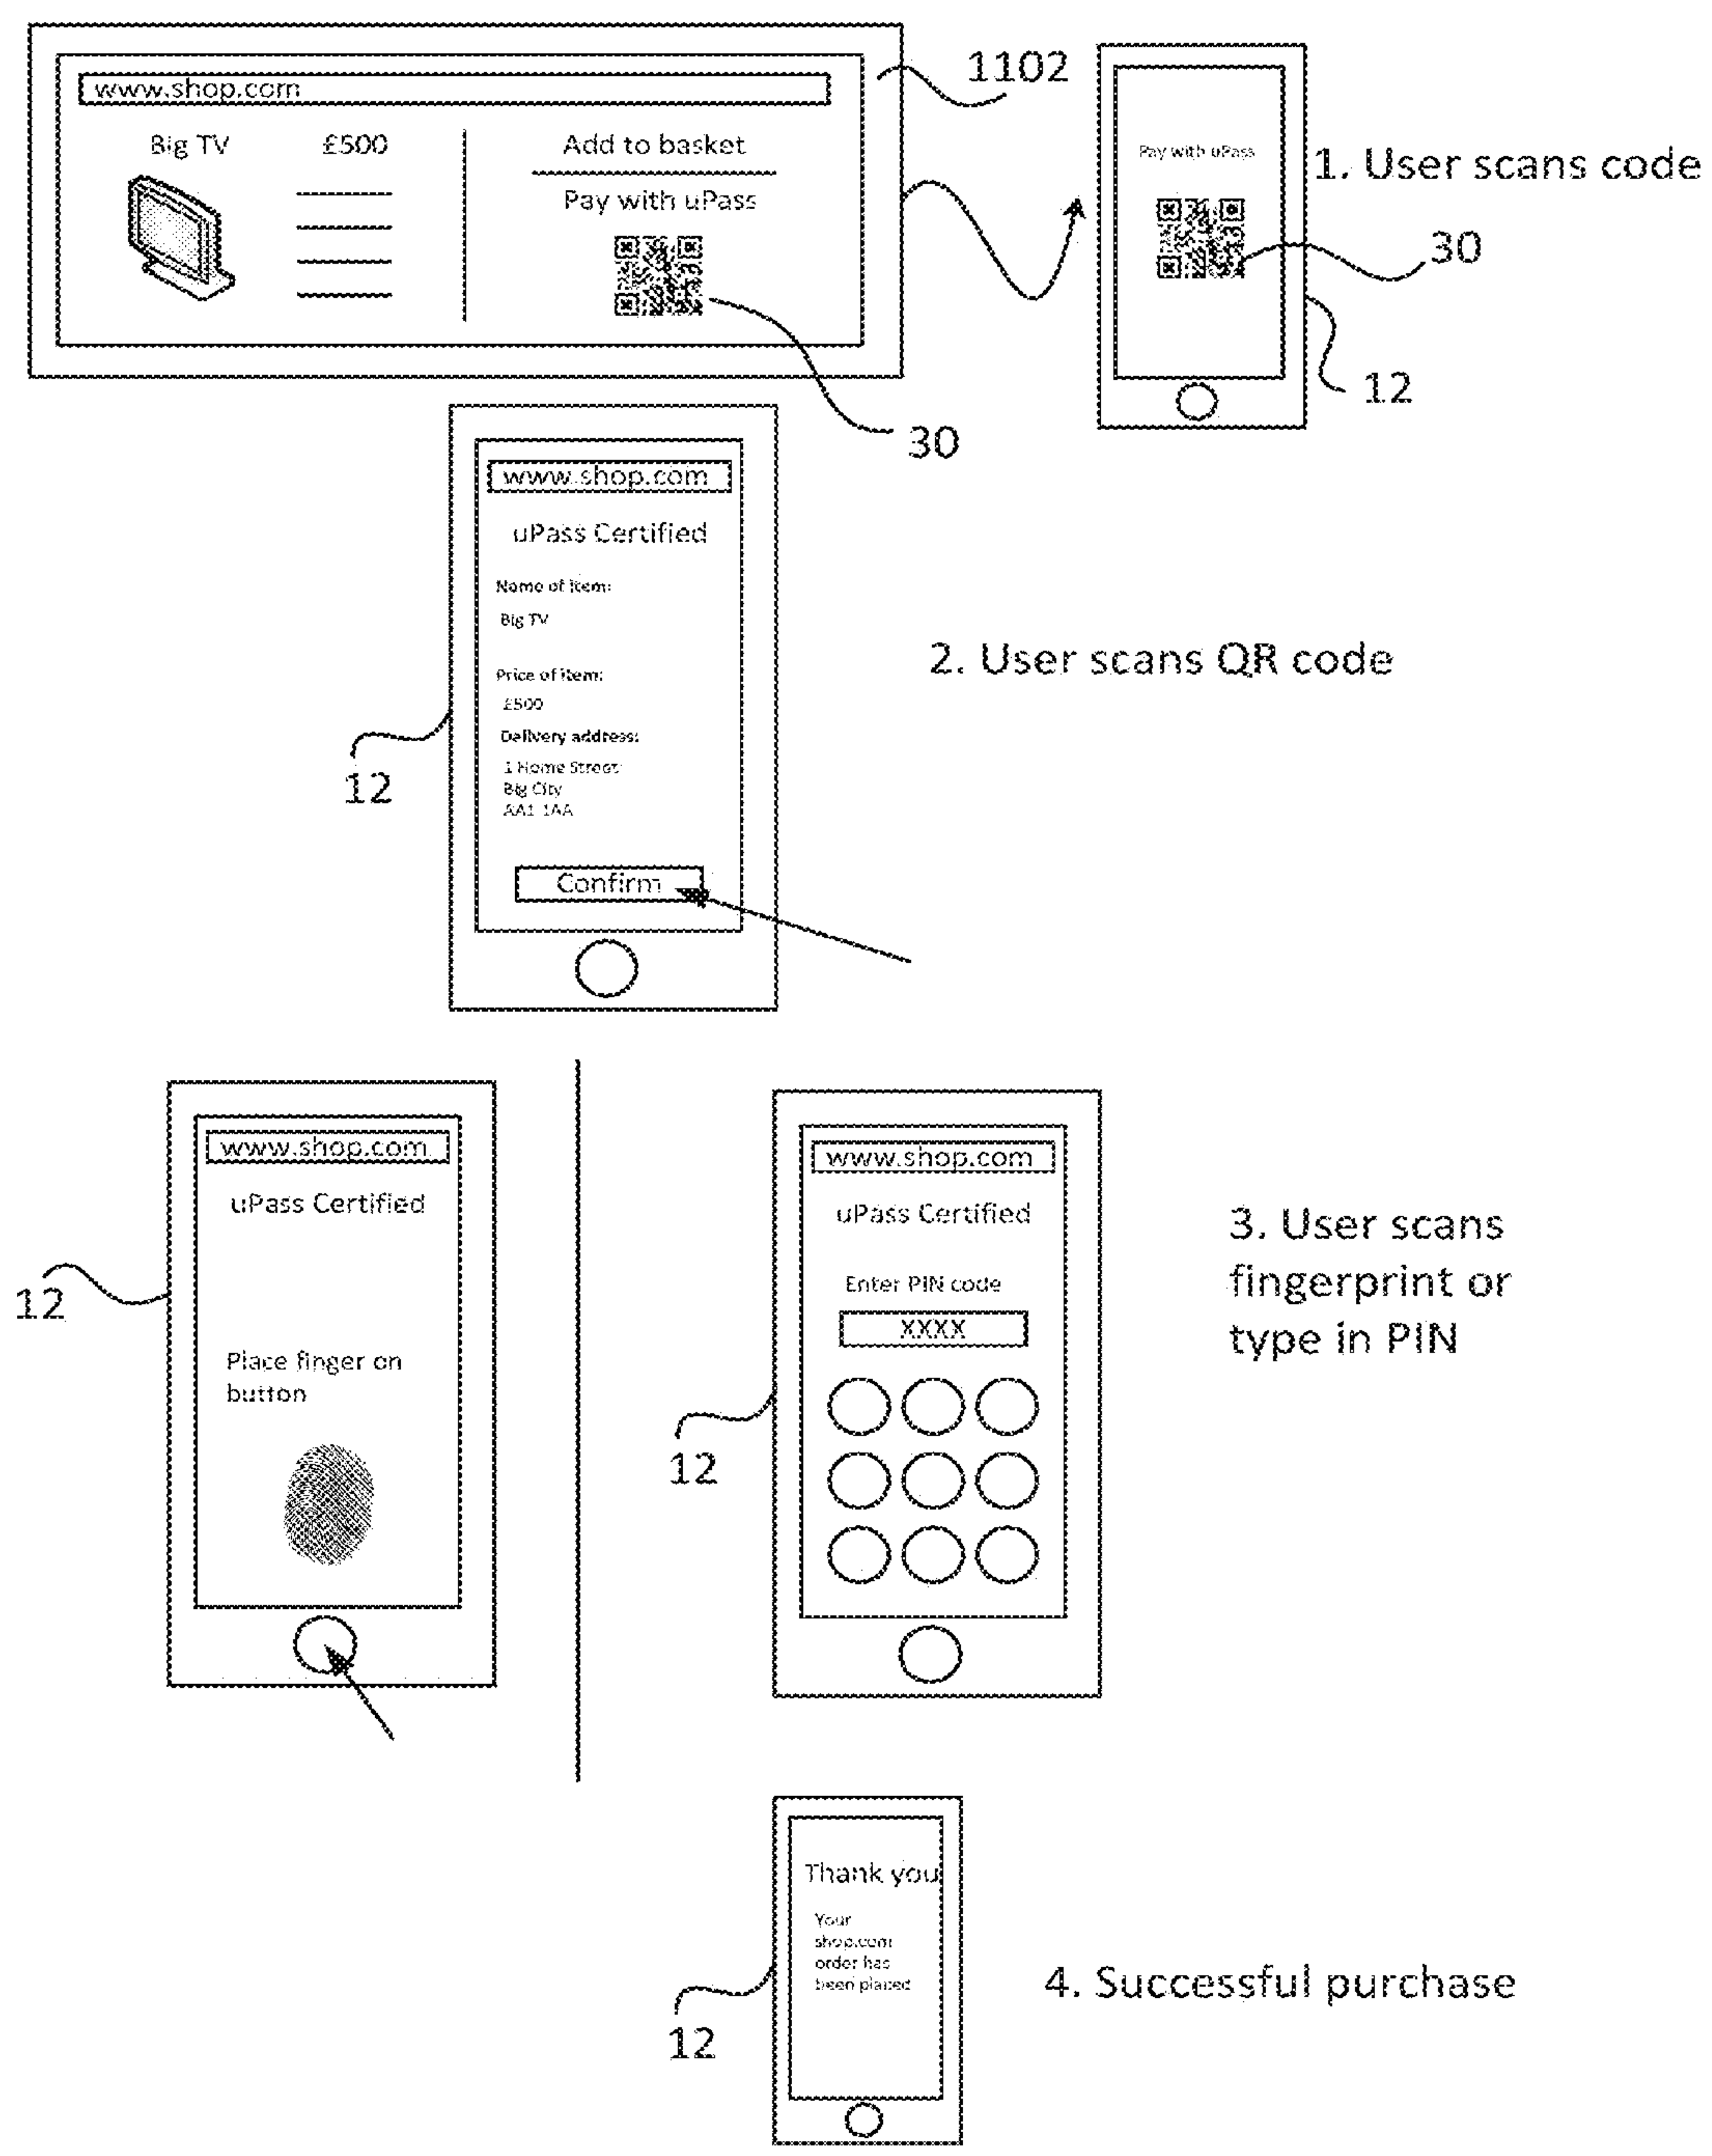 www.shop.com
Big TV
£500
Add to basket
Pay with uPass
30
1102
Pay with uPass
30
12
1. User scans code
www.shop.com
uPass Certified
Name of item:
Big TV
Price of item:
£500
Delivery address:
1 Home Street
Big City
AA1 1AA
Confirm
12
2. User scans QR code
www.shop.com
uPass Certified
Place finger on
button
12
www.shop.com
uPass Certified
Enter PIN code
XXXX
12
3. User scans
fingerprint or
type in PIN
Thank you
Your
shop.com
order has
been placed
12
4. Successful purchase